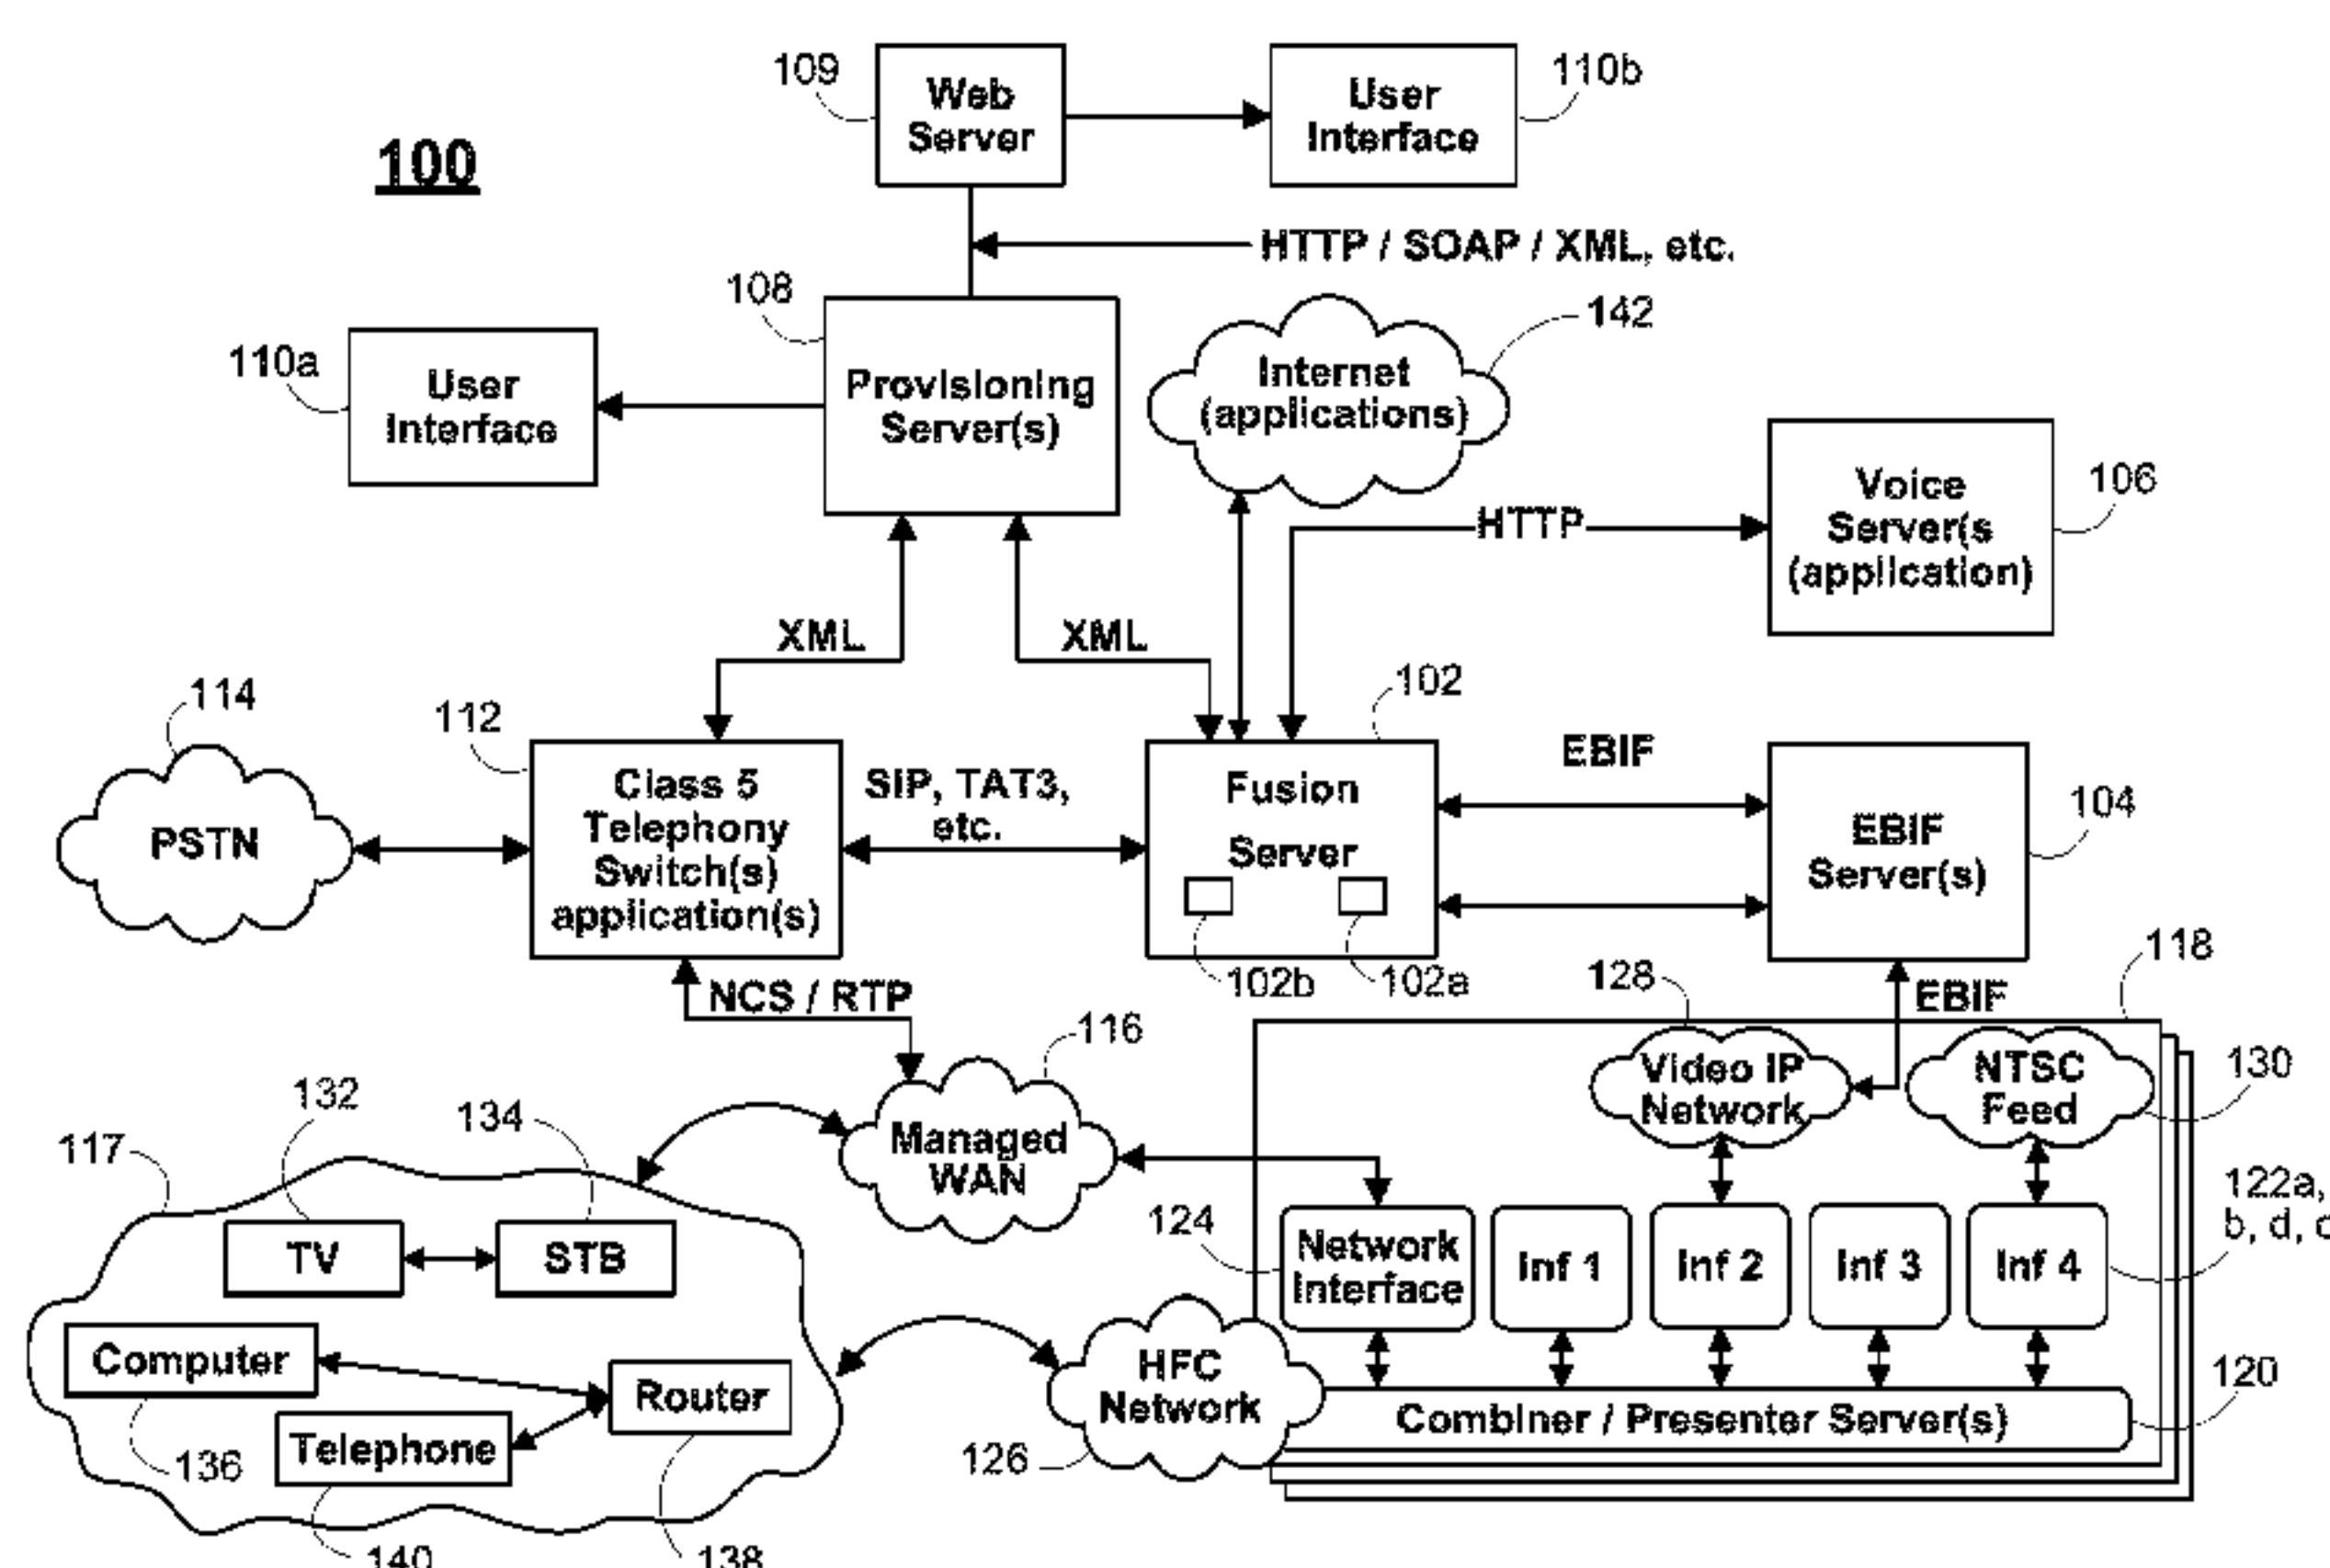 100
109
Web
Server
User
Interface
110b
HTTP / SOAP / XML, etc.
108
110a
User
Interface
Provisioning
Server(s)
Internet
(applications)
142
HTTP
Voice
Server(s
(application)
106
XML
XML
114
PSTN
112
Class 5
Telephony
Switch(s)
application(s)
SIP, TAT3,
etc.
102
Fusion
Server
102b
102a
EBIF
EBIF
Server(s)
104
NCS / RTP
116
Managed
WAN
118
128
EBIF
Video IP
Network
NTSC
Feed
130
117
132
134
TV
STB
Computer
Router
Telephone
136
140
138
124
Network
Interface
Inf 1
Inf 2
Inf 3
Inf 4
122a,
b, d, c
HFC
Network
126
Combiner / Presenter Server(s)
120